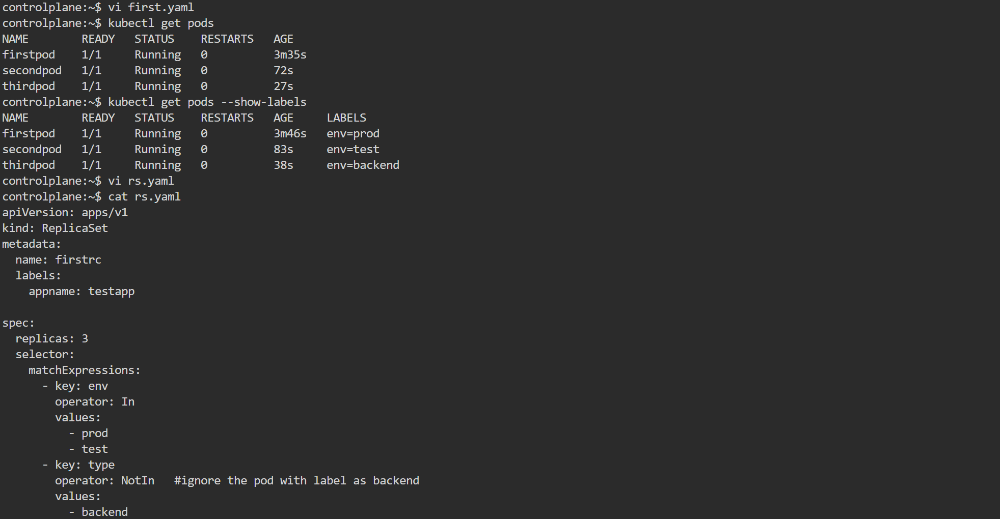 controlplane:~$ vi first.yaml
controlplane:~$ kubectl get pods
NAME        READY   STATUS    RESTARTS   AGE
firstpod    1/1     Running   0          3m35s
secondpod   1/1     Running   0          72s
thirdpod    1/1     Running   0          27s
controlplane:~$ kubectl get pods --show-labels
NAME        READY   STATUS    RESTARTS   AGE     LABELS
firstpod    1/1     Running   0          3m46s   env=prod
secondpod   1/1     Running   0          83s     env=test
thirdpod    1/1     Running   0          38s     env=backend
controlplane:~$ vi rs.yaml
controlplane:~$ cat rs.yaml
apiVersion: apps/v1
kind: ReplicaSet
metadata:
  name: firstrc
  labels:
    appname: testapp

spec:
  replicas: 3
  selector:
    matchExpressions:
      - key: env
        operator: In
        values:
          - prod
          - test
      - key: type
        operator: NotIn   #ignore the pod with label as backend
        values:
          - backend